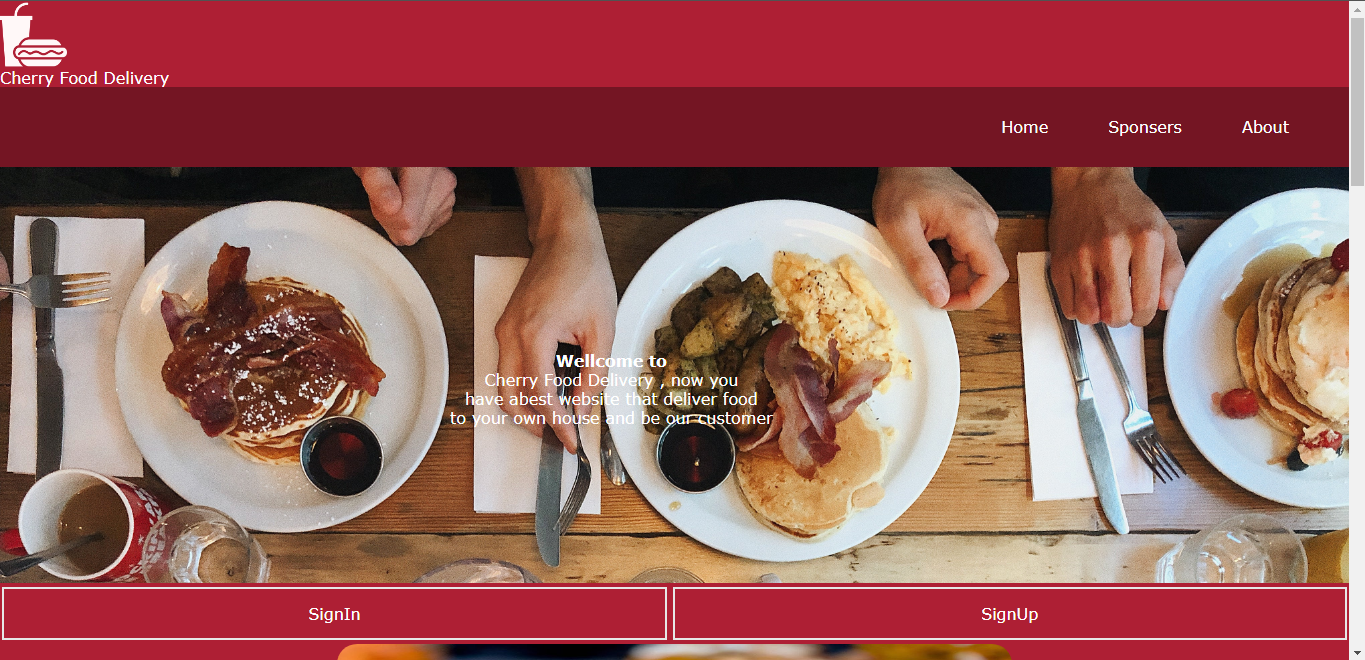 Cherry Food Delivery
Home Sponsers About
Wellcome to
Cherry Food Delivery , now you
have abest website that deliver food
to your own house and be our customer
SignIn SignUp